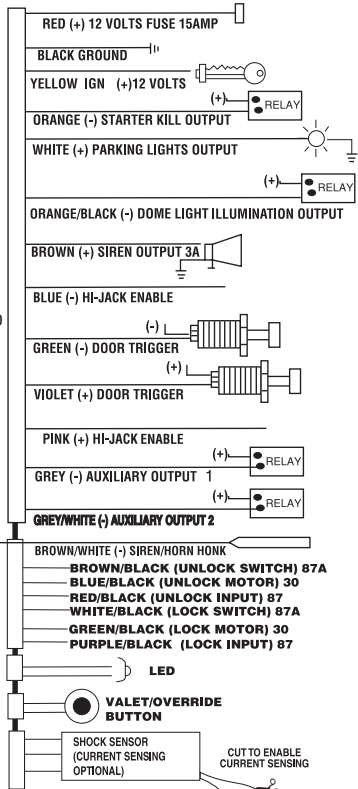 RED (+) 12 VOLTS FUSE 15AMP
BLACK GROUND
YELLOW IGN (+)12 VOLTS
(+)
RELAY
ORANGE (-) STARTER KILL OUTPUT
WHITE (+) PARKING LIGHTS OUTPUT
(+)
RELAY
ORANGE/BLACK (-) DOME LIGHT ILLUMINATION OUTPUT
BROWN (+) SIREN OUTPUT 3A
BLUE (-) HI-JACK ENABLE
(-)
GREEN (-) DOOR TRIGGER
(+)
VIOLET (+) DOOR TRIGGER
PINK (+) HI-JACK ENABLE
(+)
RELAY
GREY (-) AUXILIARY OUTPUT 1
(+)
RELAY
GREY/WHITE (-) AUXILIARY OUTPUT 2
BROWN/WHITE (-) SIREN/HORN HONK
BROWN/BLACK (UNLOCK SWITCH) 87A
BLUE/BLACK (UNLOCK MOTOR) 30
RED/BLACK (UNLOCK INPUT) 87
WHITE/BLACK (LOCK SWITCH) 87A
GREEN/BLACK (LOCK MOTOR) 30
PURPLE/BLACK (LOCK INPUT) 87
LED
VALET/OVERRIDE
BUTTON
SHOCK SENSOR
(CURRENT SENSING
OPTIONAL)
CUT TO ENABLE
CURRENT SENSING